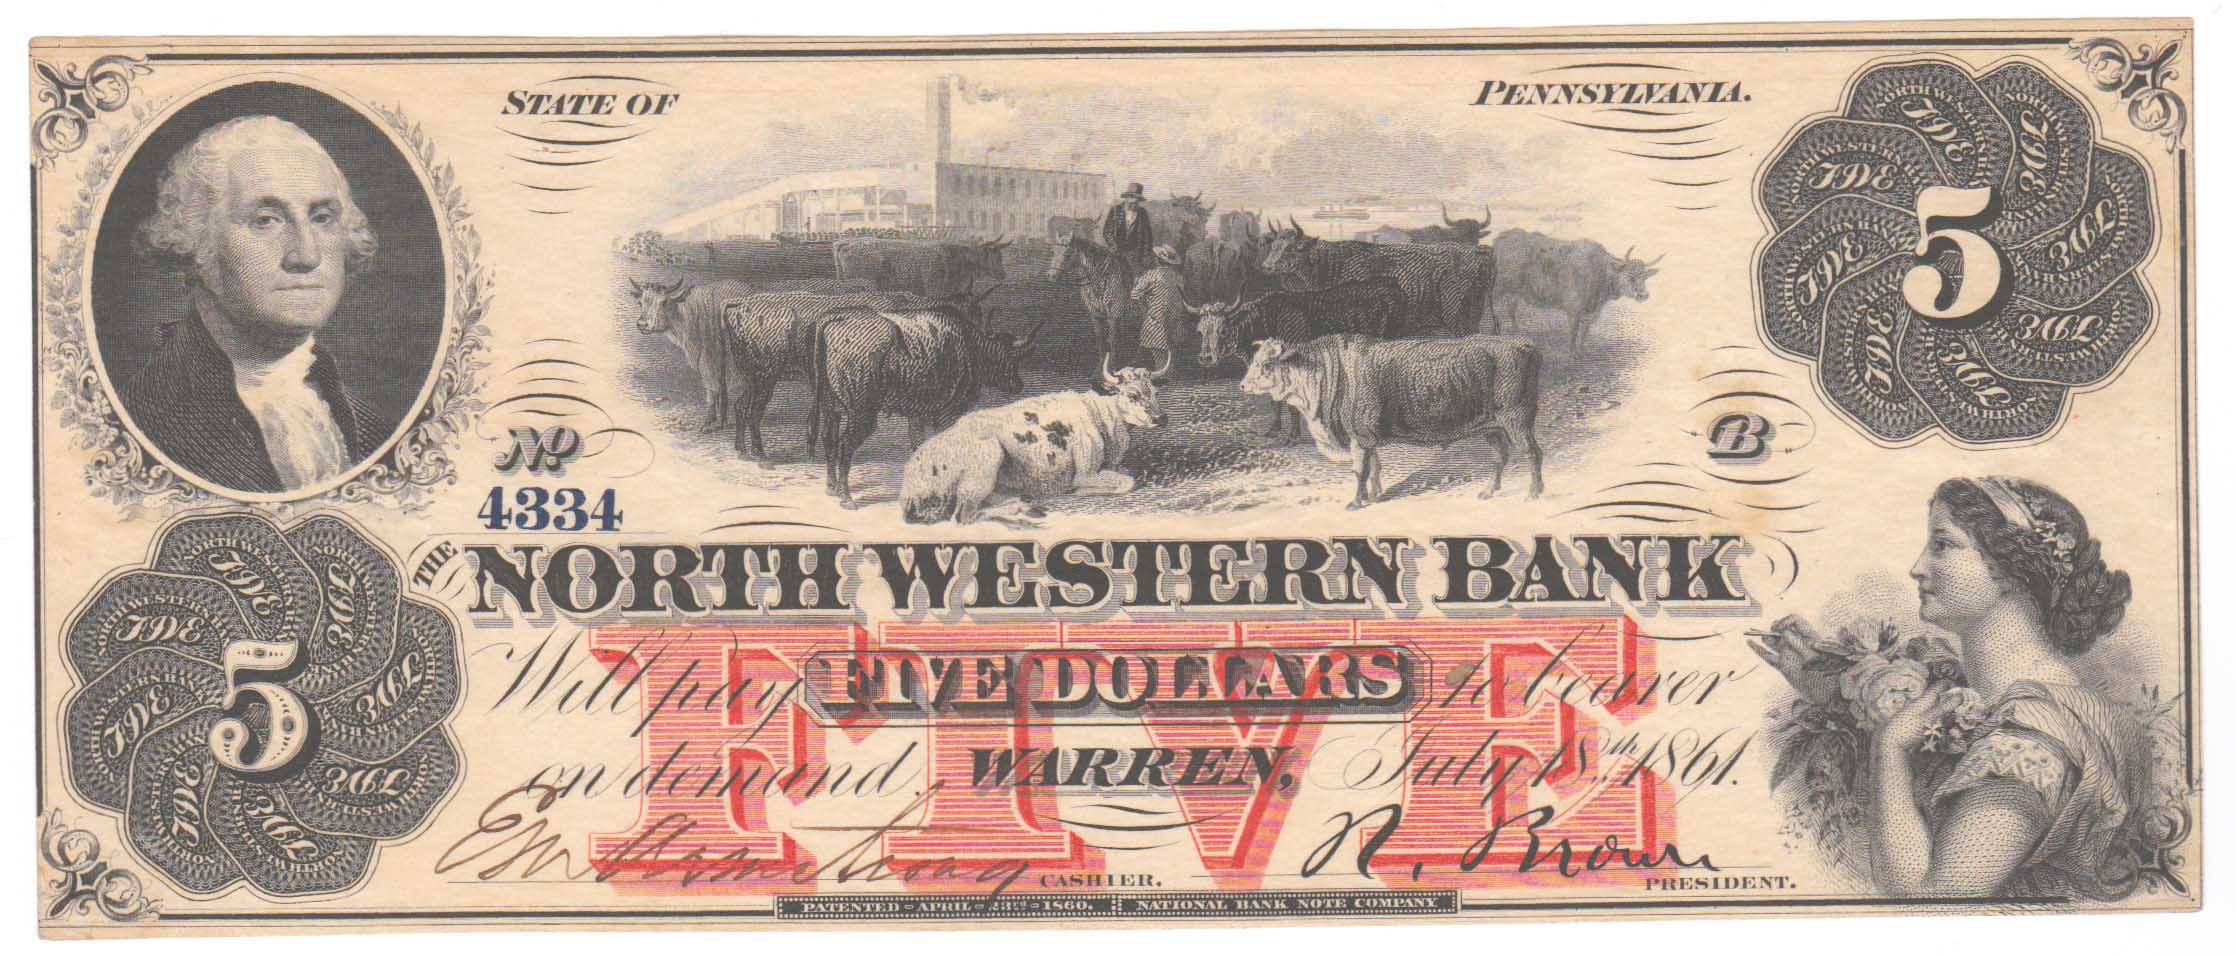 STATE OF
PENNSYLVANIA.
5
Nº
4334
B
THE NORTH WESTERN BANK
Will pay FIVE DOLLARS to bearer
FIVE
on demand. WARREN, July 18th 1861.
5
CASHIER.
R. Brown
PRESIDENT.
PATENTED APRIL 23RD 1860. NATIONAL BANK NOTE COMPANY